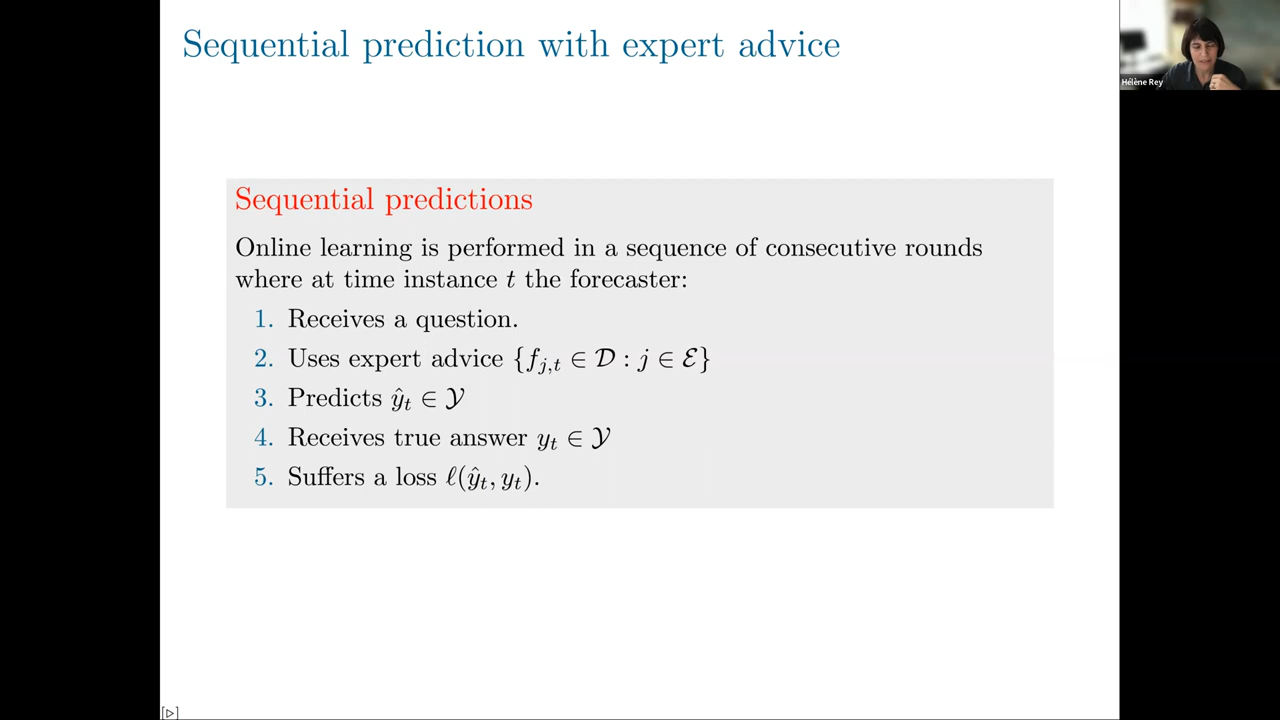 Sequential prediction with expert advice
Hélène Rey
Sequential predictions
Online learning is performed in a sequence of consecutive rounds
where at time instance t the forecaster:
1. Receives a question.
2. Uses expert advice {f_{j,t} ∈ 𝒟 : j ∈ ℰ}
3. Predicts ŷ_t ∈ 𝒴
4. Receives true answer y_t ∈ 𝒴
5. Suffers a loss ℓ(ŷ_t, y_t).